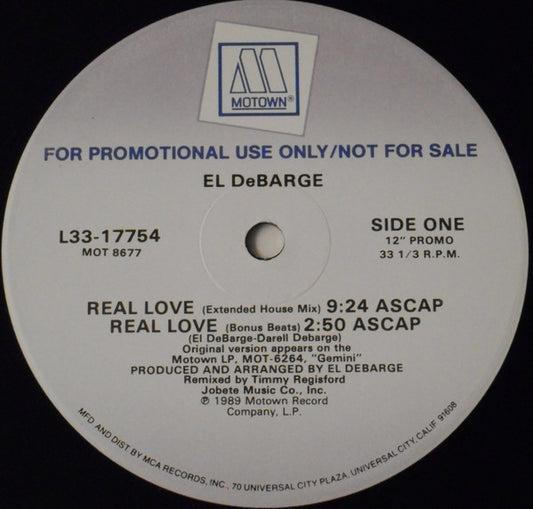 MOTOWN®
FOR PROMOTIONAL USE ONLY/NOT FOR SALE
EL DeBARGE
L33-17754
MOT 8677
SIDE ONE
12" PROMO
33 1/3 R.P.M.
REAL LOVE (Extended House Mix) 9:24 ASCAP
REAL LOVE (Bonus Beats) 2:50 ASCAP
(El DeBarge-Darell Debarge)
Original version appears on the
Motown LP, MOT-6264, "Gemini"
PRODUCED AND ARRANGED BY EL DEBARGE
Remixed by Timmy Regisford
Jobete Music Co., Inc.
℗ 1989 Motown Record
Company, L.P.
MFD. AND DIST. BY MCA RECORDS, INC., 70 UNIVERSAL CITY PLAZA, UNIVERSAL CITY, CALIF. 91608